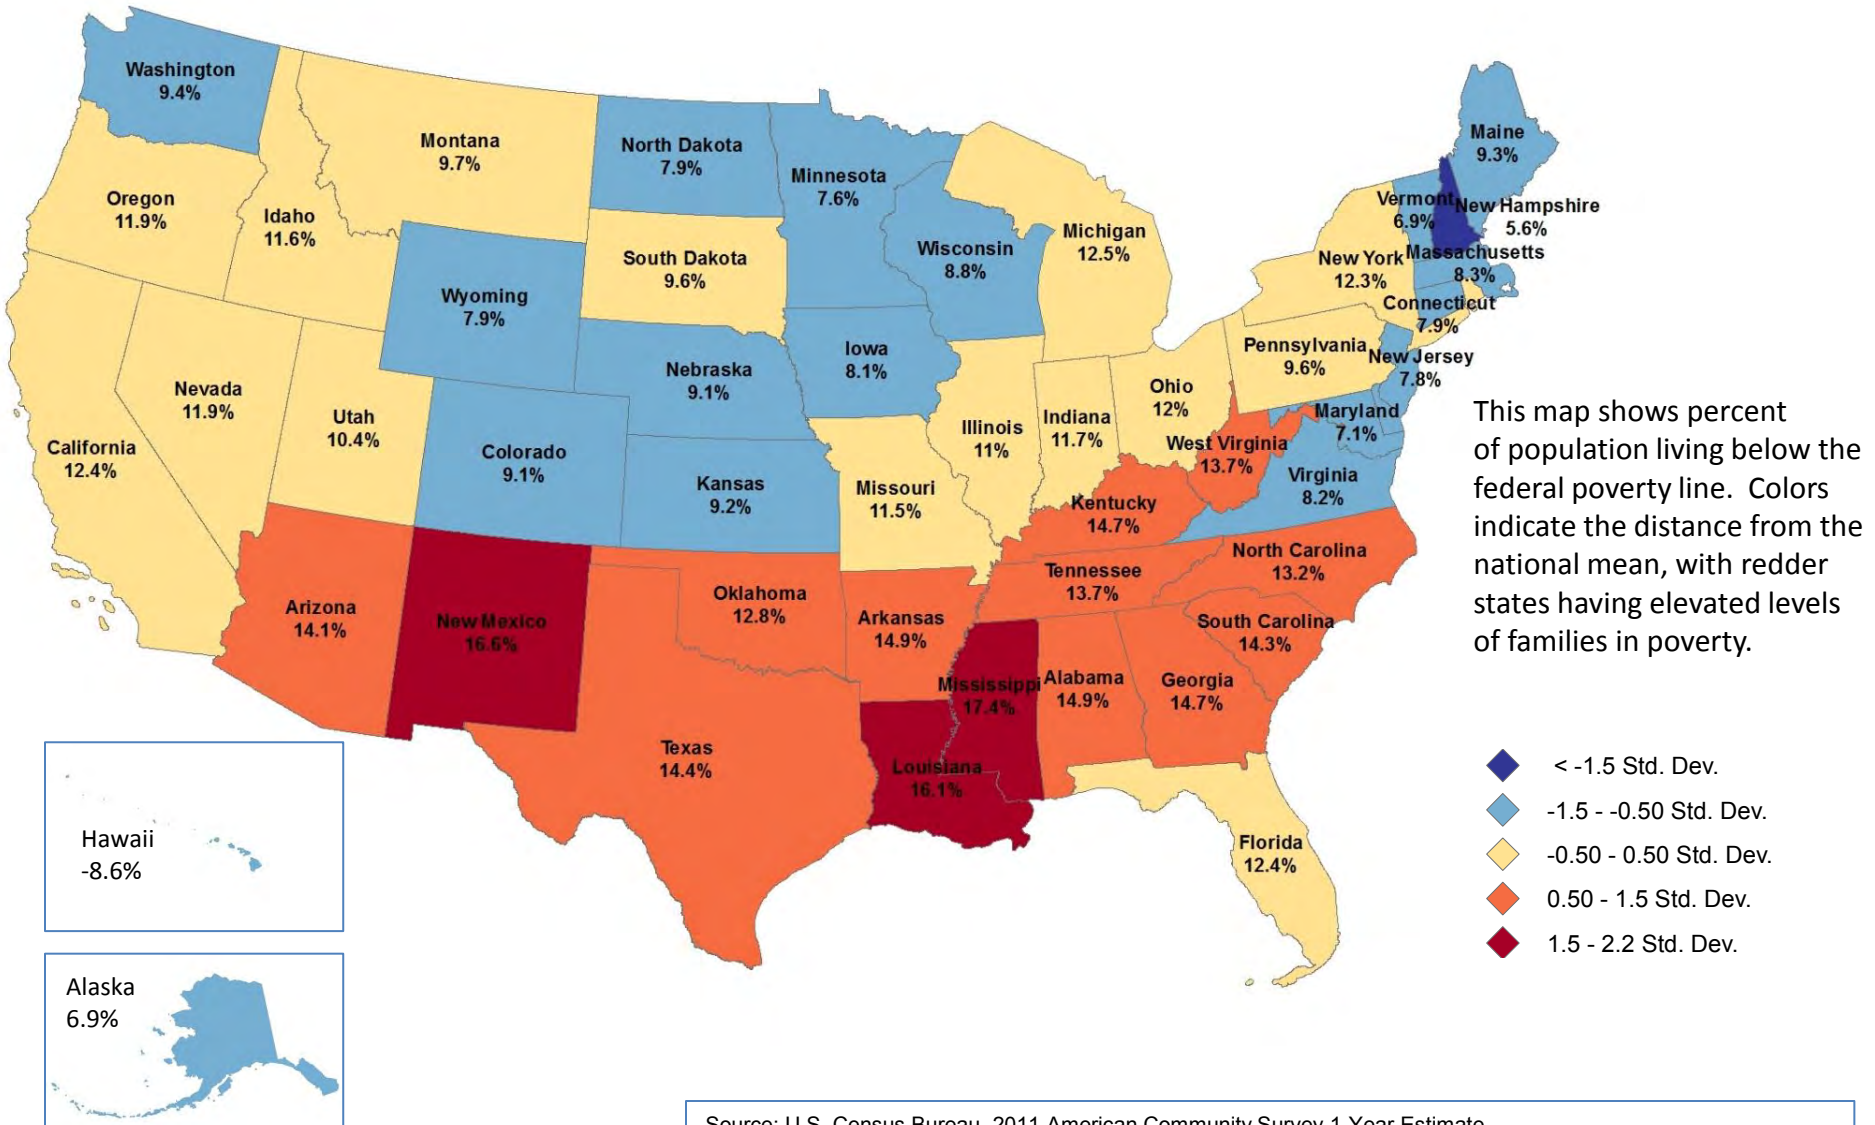 Washington
9.4%
Montana
9.7%
North Dakota
7.9%
Minnesota
7.6%
Maine
9.3%
Oregon
11.9%
Idaho
11.6%
South Dakota
9.6%
Wisconsin
8.8%
Michigan
12.5%
Vermont
6.9%
New Hampshire
5.6%
New York
12.3%
Massachusetts
8.3%
Connecticut
7.9%
Wyoming
7.9%
Nebraska
9.1%
Iowa
8.1%
Pennsylvania
9.6%
New Jersey
7.8%
Nevada
11.9%
Utah
10.4%
California
12.4%
Colorado
9.1%
Kansas
9.2%
Missouri
11.5%
Illinois
11%
Indiana
11.7%
Ohio
12%
West Virginia
13.7%
Maryland
7.1%
Virginia
8.2%
Kentucky
14.7%
North Carolina
13.2%
Tennessee
13.7%
Arizona
14.1%
New Mexico
16.6%
Oklahoma
12.8%
Arkansas
14.9%
South Carolina
14.3%
Mississippi
17.4%
Alabama
14.9%
Georgia
14.7%
Texas
14.4%
Louisiana
16.1%
Florida
12.4%
Hawaii
-8.6%
Alaska
6.9%
This map shows percent
of population living below the
federal poverty line. Colors
indicate the distance from the
national mean, with redder
states having elevated levels
of families in poverty.
< -1.5 Std. Dev.
-1.5 - -0.50 Std. Dev.
-0.50 - 0.50 Std. Dev.
0.50 - 1.5 Std. Dev.
1.5 - 2.2 Std. Dev.
Source: U.S. Census Bureau, 2011 American Community Survey 1 Year Estimate